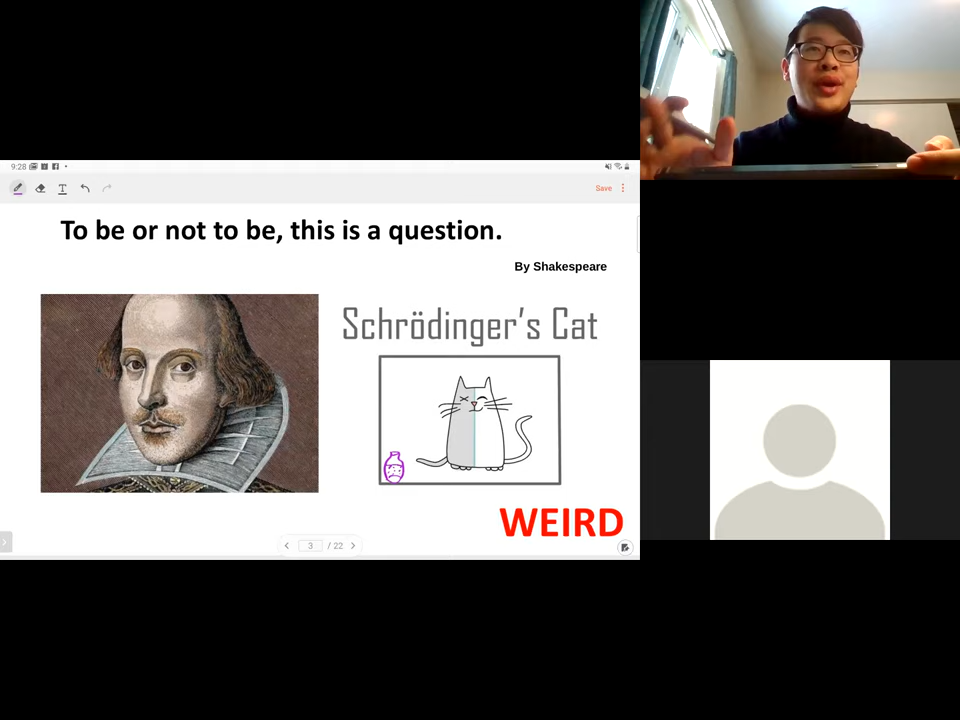 9:28
Save
To be or not to be, this is a question.
By Shakespeare
Schrödinger's Cat
WEIRD
3 / 22